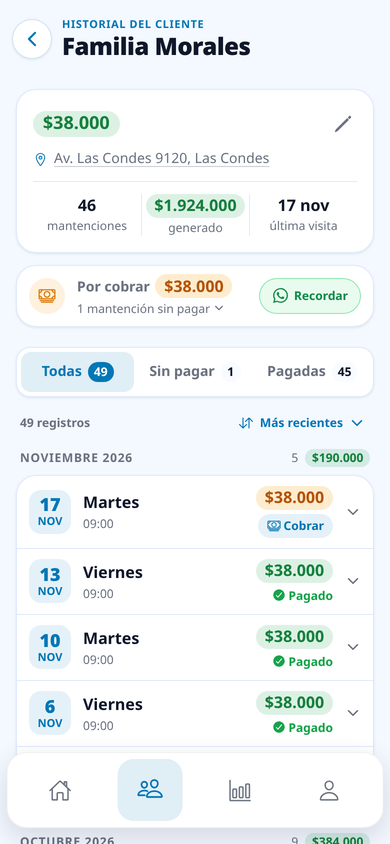 HISTORIAL DEL CLIENTE
Familia Morales
$38.000
Av. Las Condes 9120, Las Condes
46
mantenciones
$1.924.000
generado
17 nov
última visita
Por cobrar $38.000
1 mantención sin pagar
Recordar
Todas 49
Sin pagar 1
Pagadas 45
49 registros
Más recientes
NOVIEMBRE 2026
5 $190.000
17
NOV
Martes
09:00
$38.000
Cobrar
13
NOV
Viernes
09:00
$38.000
Pagado
10
NOV
Martes
09:00
$38.000
Pagado
6
NOV
Viernes
09:00
$38.000
Pagado
OCTUBRE 2026
9 $384.000